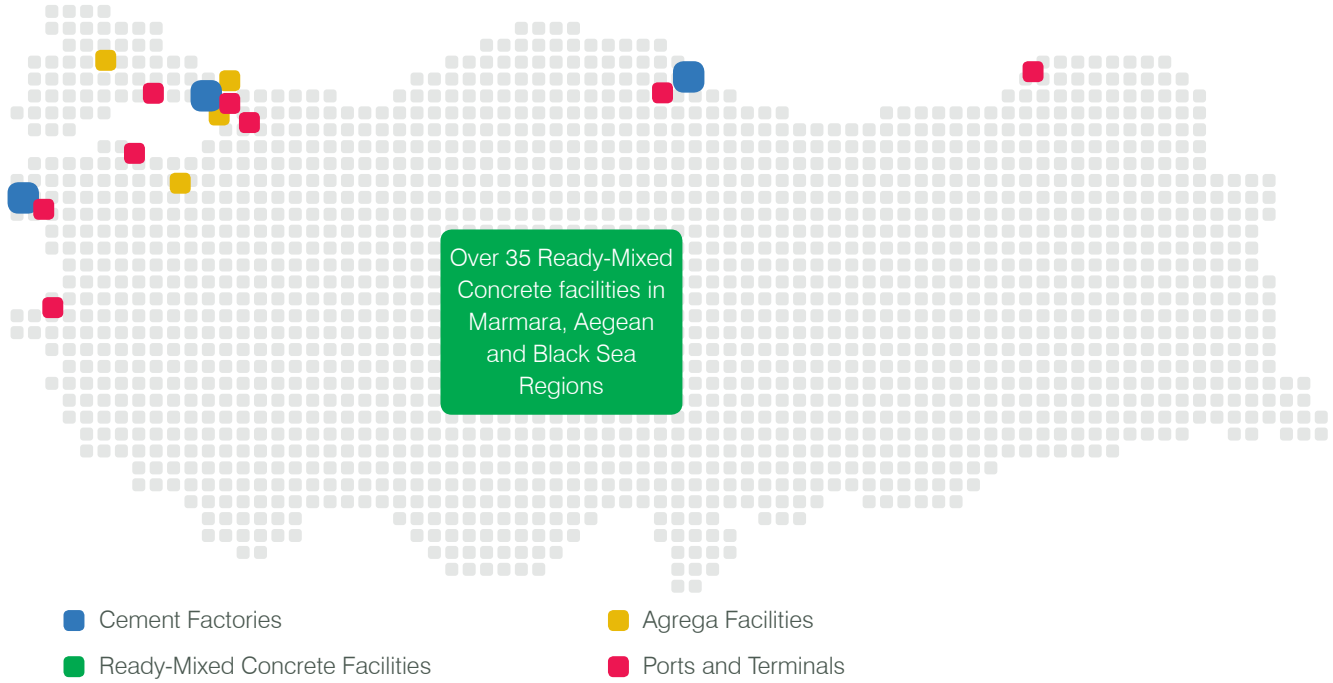 Over 35 Ready-Mixed
Concrete facilities in
Marmara, Aegean
and Black Sea
Regions
Cement Factories
Agrega Facilities
Ready-Mixed Concrete Facilities
Ports and Terminals